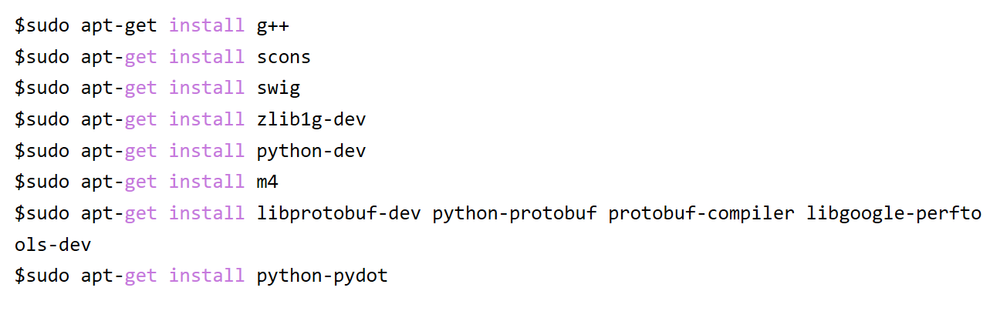 $sudo apt-get install g++
$sudo apt-get install scons
$sudo apt-get install swig
$sudo apt-get install zlib1g-dev
$sudo apt-get install python-dev
$sudo apt-get install m4
$sudo apt-get install libprotobuf-dev python-protobuf protobuf-compiler libgoogle-perfto
ols-dev
$sudo apt-get install python-pydot